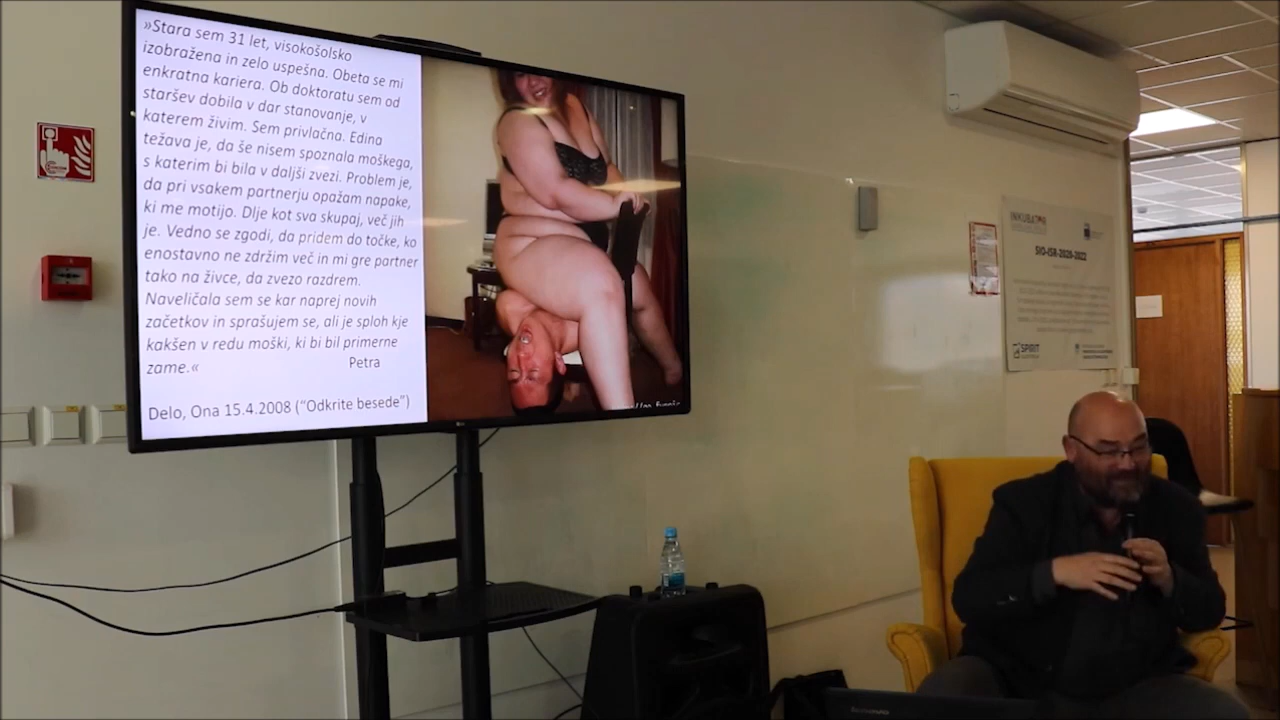 »Stara sem 31 let, visokošolsko
izobražena in zelo uspešna. Obeta se mi
enkratna kariera. Ob doktoratu sem od
staršev dobila v dar stanovanje, v
katerem živim. Sem privlačna. Edina
težava je, da še nisem spoznala moškega,
s katerim bi bila v daljši zvezi. Problem je,
da pri vsakem partnerju opažam napake,
ki me motijo. Dlje kot sva skupaj, več jih
je. Vedno se zgodi, da pridem do točke, ko
enostavno ne zdržim več in mi gre partner
tako na živce, da zvezo razdrem.
Naveličala sem se kar naprej novih
začetkov in sprašujem se, ali je sploh kje
kakšen v redu moški, ki bi bil primerne
zame.«
Petra
Delo, Ona 15.4.2008 (“Odkrite besede”)
INKUBATOR
SIO-ISR-2020-2022
SPIRIT